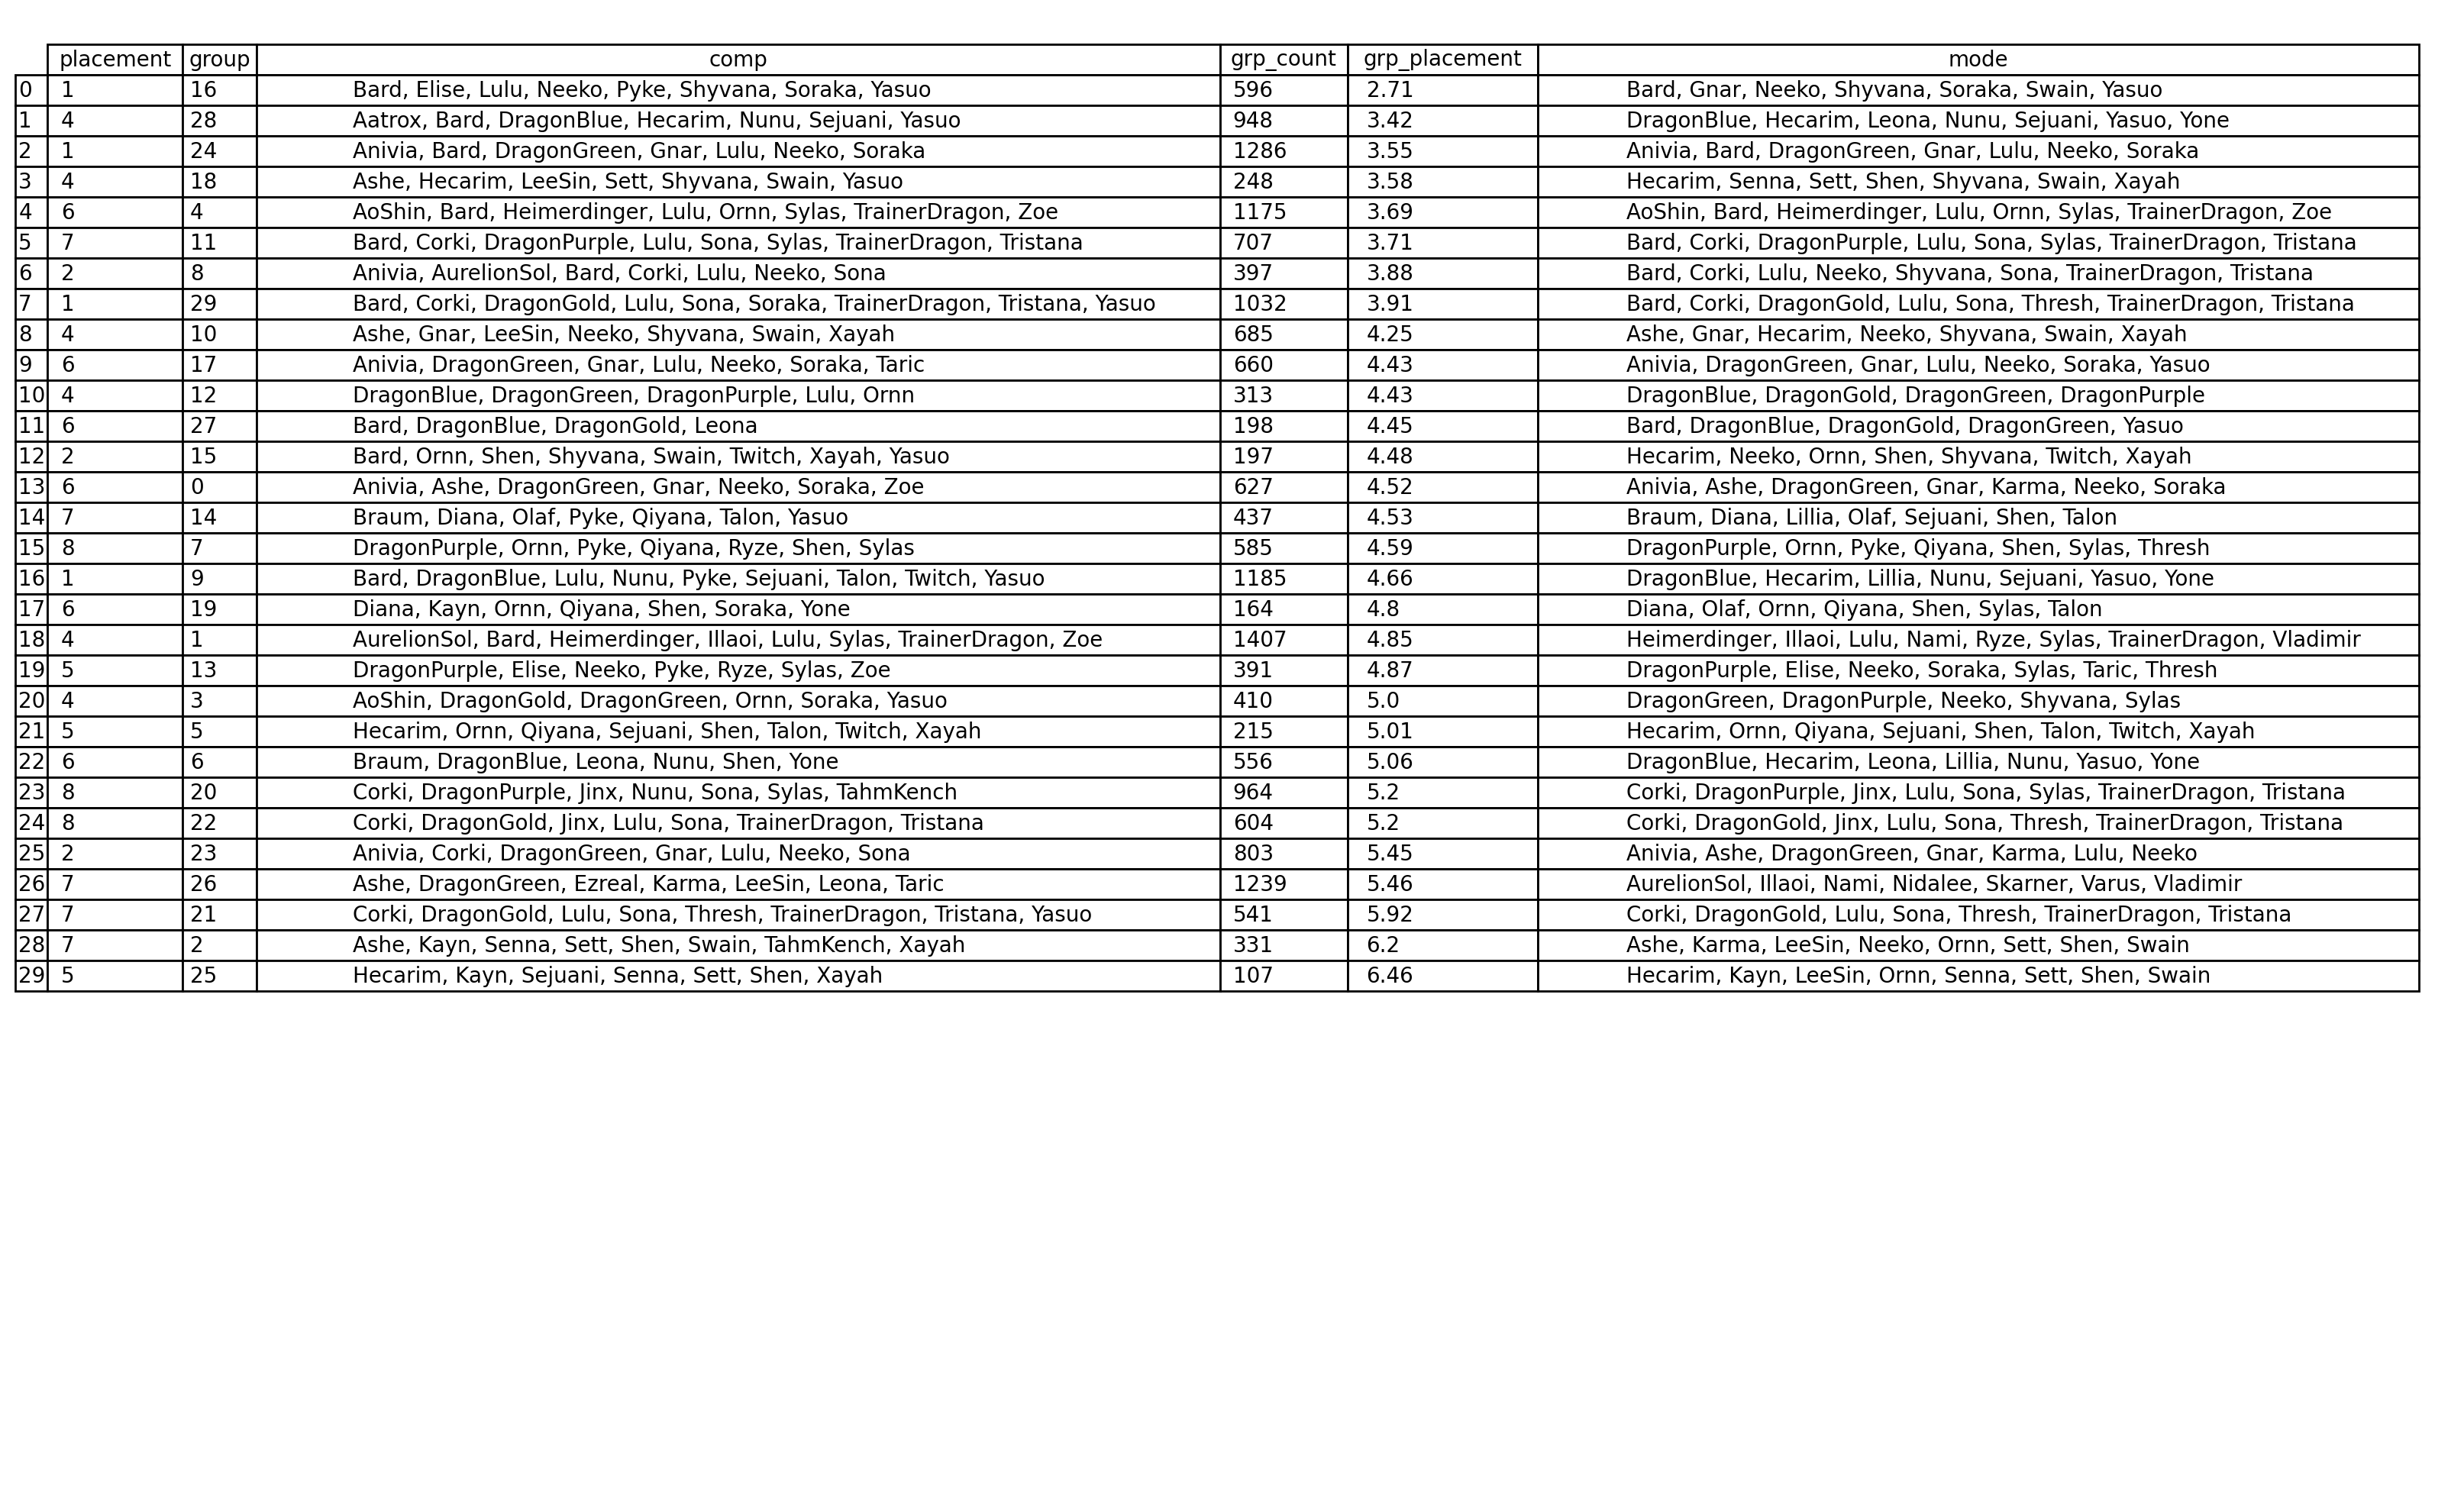 placement group comp grp_count grp_placement mode
0 1 16 Bard, Elise, Lulu, Neeko, Pyke, Shyvana, Soraka, Yasuo 596 2.71 Bard, Gnar, Neeko, Shyvana, Soraka, Swain, Yasuo
1 4 28 Aatrox, Bard, DragonBlue, Hecarim, Nunu, Sejuani, Yasuo 948 3.42 DragonBlue, Hecarim, Leona, Nunu, Sejuani, Yasuo, Yone
2 1 24 Anivia, Bard, DragonGreen, Gnar, Lulu, Neeko, Soraka 1286 3.55 Anivia, Bard, DragonGreen, Gnar, Lulu, Neeko, Soraka
3 4 18 Ashe, Hecarim, LeeSin, Sett, Shyvana, Swain, Yasuo 248 3.58 Hecarim, Senna, Sett, Shen, Shyvana, Swain, Xayah
4 6 4 AoShin, Bard, Heimerdinger, Lulu, Ornn, Sylas, TrainerDragon, Zoe 1175 3.69 AoShin, Bard, Heimerdinger, Lulu, Ornn, Sylas, TrainerDragon, Zoe
5 7 11 Bard, Corki, DragonPurple, Lulu, Sona, Sylas, TrainerDragon, Tristana 707 3.71 Bard, Corki, DragonPurple, Lulu, Sona, Sylas, TrainerDragon, Tristana
6 2 8 Anivia, AurelionSol, Bard, Corki, Lulu, Neeko, Sona 397 3.88 Bard, Corki, Lulu, Neeko, Shyvana, Sona, TrainerDragon, Tristana
7 1 29 Bard, Corki, DragonGold, Lulu, Sona, Soraka, TrainerDragon, Tristana, Yasuo 1032 3.91 Bard, Corki, DragonGold, Lulu, Sona, Thresh, TrainerDragon, Tristana
8 4 10 Ashe, Gnar, LeeSin, Neeko, Shyvana, Swain, Xayah 685 4.25 Ashe, Gnar, Hecarim, Neeko, Shyvana, Swain, Xayah
9 6 17 Anivia, DragonGreen, Gnar, Lulu, Neeko, Soraka, Taric 660 4.43 Anivia, DragonGreen, Gnar, Lulu, Neeko, Soraka, Yasuo
10 4 12 DragonBlue, DragonGreen, DragonPurple, Lulu, Ornn 313 4.43 DragonBlue, DragonGold, DragonGreen, DragonPurple
11 6 27 Bard, DragonBlue, DragonGold, Leona 198 4.45 Bard, DragonBlue, DragonGold, DragonGreen, Yasuo
12 2 15 Bard, Ornn, Shen, Shyvana, Swain, Twitch, Xayah, Yasuo 197 4.48 Hecarim, Neeko, Ornn, Shen, Shyvana, Twitch, Xayah
13 6 0 Anivia, Ashe, DragonGreen, Gnar, Neeko, Soraka, Zoe 627 4.52 Anivia, Ashe, DragonGreen, Gnar, Karma, Neeko, Soraka
14 7 14 Braum, Diana, Olaf, Pyke, Qiyana, Talon, Yasuo 437 4.53 Braum, Diana, Lillia, Olaf, Sejuani, Shen, Talon
15 8 7 DragonPurple, Ornn, Pyke, Qiyana, Ryze, Shen, Sylas 585 4.59 DragonPurple, Ornn, Pyke, Qiyana, Shen, Sylas, Thresh
16 1 9 Bard, DragonBlue, Lulu, Nunu, Pyke, Sejuani, Talon, Twitch, Yasuo 1185 4.66 DragonBlue, Hecarim, Lillia, Nunu, Sejuani, Yasuo, Yone
17 6 19 Diana, Kayn, Ornn, Qiyana, Shen, Soraka, Yone 164 4.8 Diana, Olaf, Ornn, Qiyana, Shen, Sylas, Talon
18 4 1 AurelionSol, Bard, Heimerdinger, Illaoi, Lulu, Sylas, TrainerDragon, Zoe 1407 4.85 Heimerdinger, Illaoi, Lulu, Nami, Ryze, Sylas, TrainerDragon, Vladimir
19 5 13 DragonPurple, Elise, Neeko, Pyke, Ryze, Sylas, Zoe 391 4.87 DragonPurple, Elise, Neeko, Soraka, Sylas, Taric, Thresh
20 4 3 AoShin, DragonGold, DragonGreen, Ornn, Soraka, Yasuo 410 5.0 DragonGreen, DragonPurple, Neeko, Shyvana, Sylas
21 5 5 Hecarim, Ornn, Qiyana, Sejuani, Shen, Talon, Twitch, Xayah 215 5.01 Hecarim, Ornn, Qiyana, Sejuani, Shen, Talon, Twitch, Xayah
22 6 6 Braum, DragonBlue, Leona, Nunu, Shen, Yone 556 5.06 DragonBlue, Hecarim, Leona, Lillia, Nunu, Yasuo, Yone
23 8 20 Corki, DragonPurple, Jinx, Nunu, Sona, Sylas, TahmKench 964 5.2 Corki, DragonPurple, Jinx, Lulu, Sona, Sylas, TrainerDragon, Tristana
24 8 22 Corki, DragonGold, Jinx, Lulu, Sona, TrainerDragon, Tristana 604 5.2 Corki, DragonGold, Jinx, Lulu, Sona, Thresh, TrainerDragon, Tristana
25 2 23 Anivia, Corki, DragonGreen, Gnar, Lulu, Neeko, Sona 803 5.45 Anivia, Ashe, DragonGreen, Gnar, Karma, Lulu, Neeko
26 7 26 Ashe, DragonGreen, Ezreal, Karma, LeeSin, Leona, Taric 1239 5.46 AurelionSol, Illaoi, Nami, Nidalee, Skarner, Varus, Vladimir
27 7 21 Corki, DragonGold, Lulu, Sona, Thresh, TrainerDragon, Tristana, Yasuo 541 5.92 Corki, DragonGold, Lulu, Sona, Thresh, TrainerDragon, Tristana
28 7 2 Ashe, Kayn, Senna, Sett, Shen, Swain, TahmKench, Xayah 331 6.2 Ashe, Karma, LeeSin, Neeko, Ornn, Sett, Shen, Swain
29 5 25 Hecarim, Kayn, Sejuani, Senna, Sett, Shen, Xayah 107 6.46 Hecarim, Kayn, LeeSin, Ornn, Senna, Sett, Shen, Swain